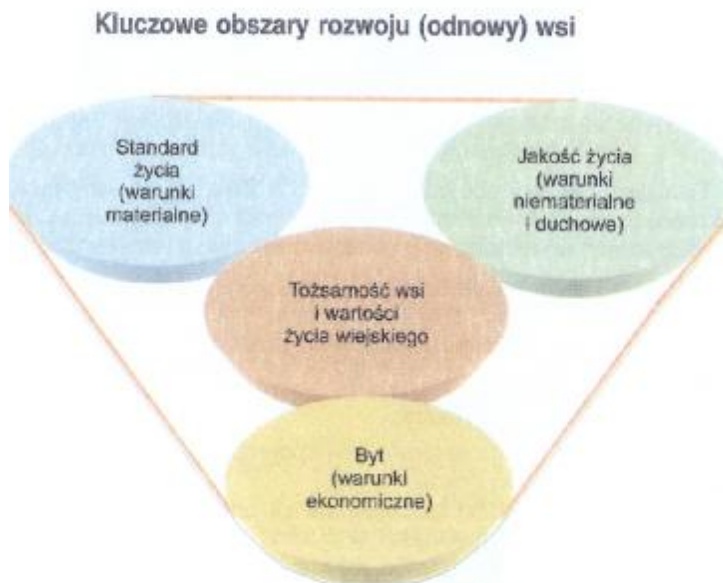 Kluczowe obszary rozwoju (odnowy) wsi
Standard
życia
(warunki
materialne)
Jakość życia
(warunki
niematerialne
i duchowe)
Tożsamość wsi
i wartości
życia wiejskiego
Byt
(warunki
ekonomiczne)